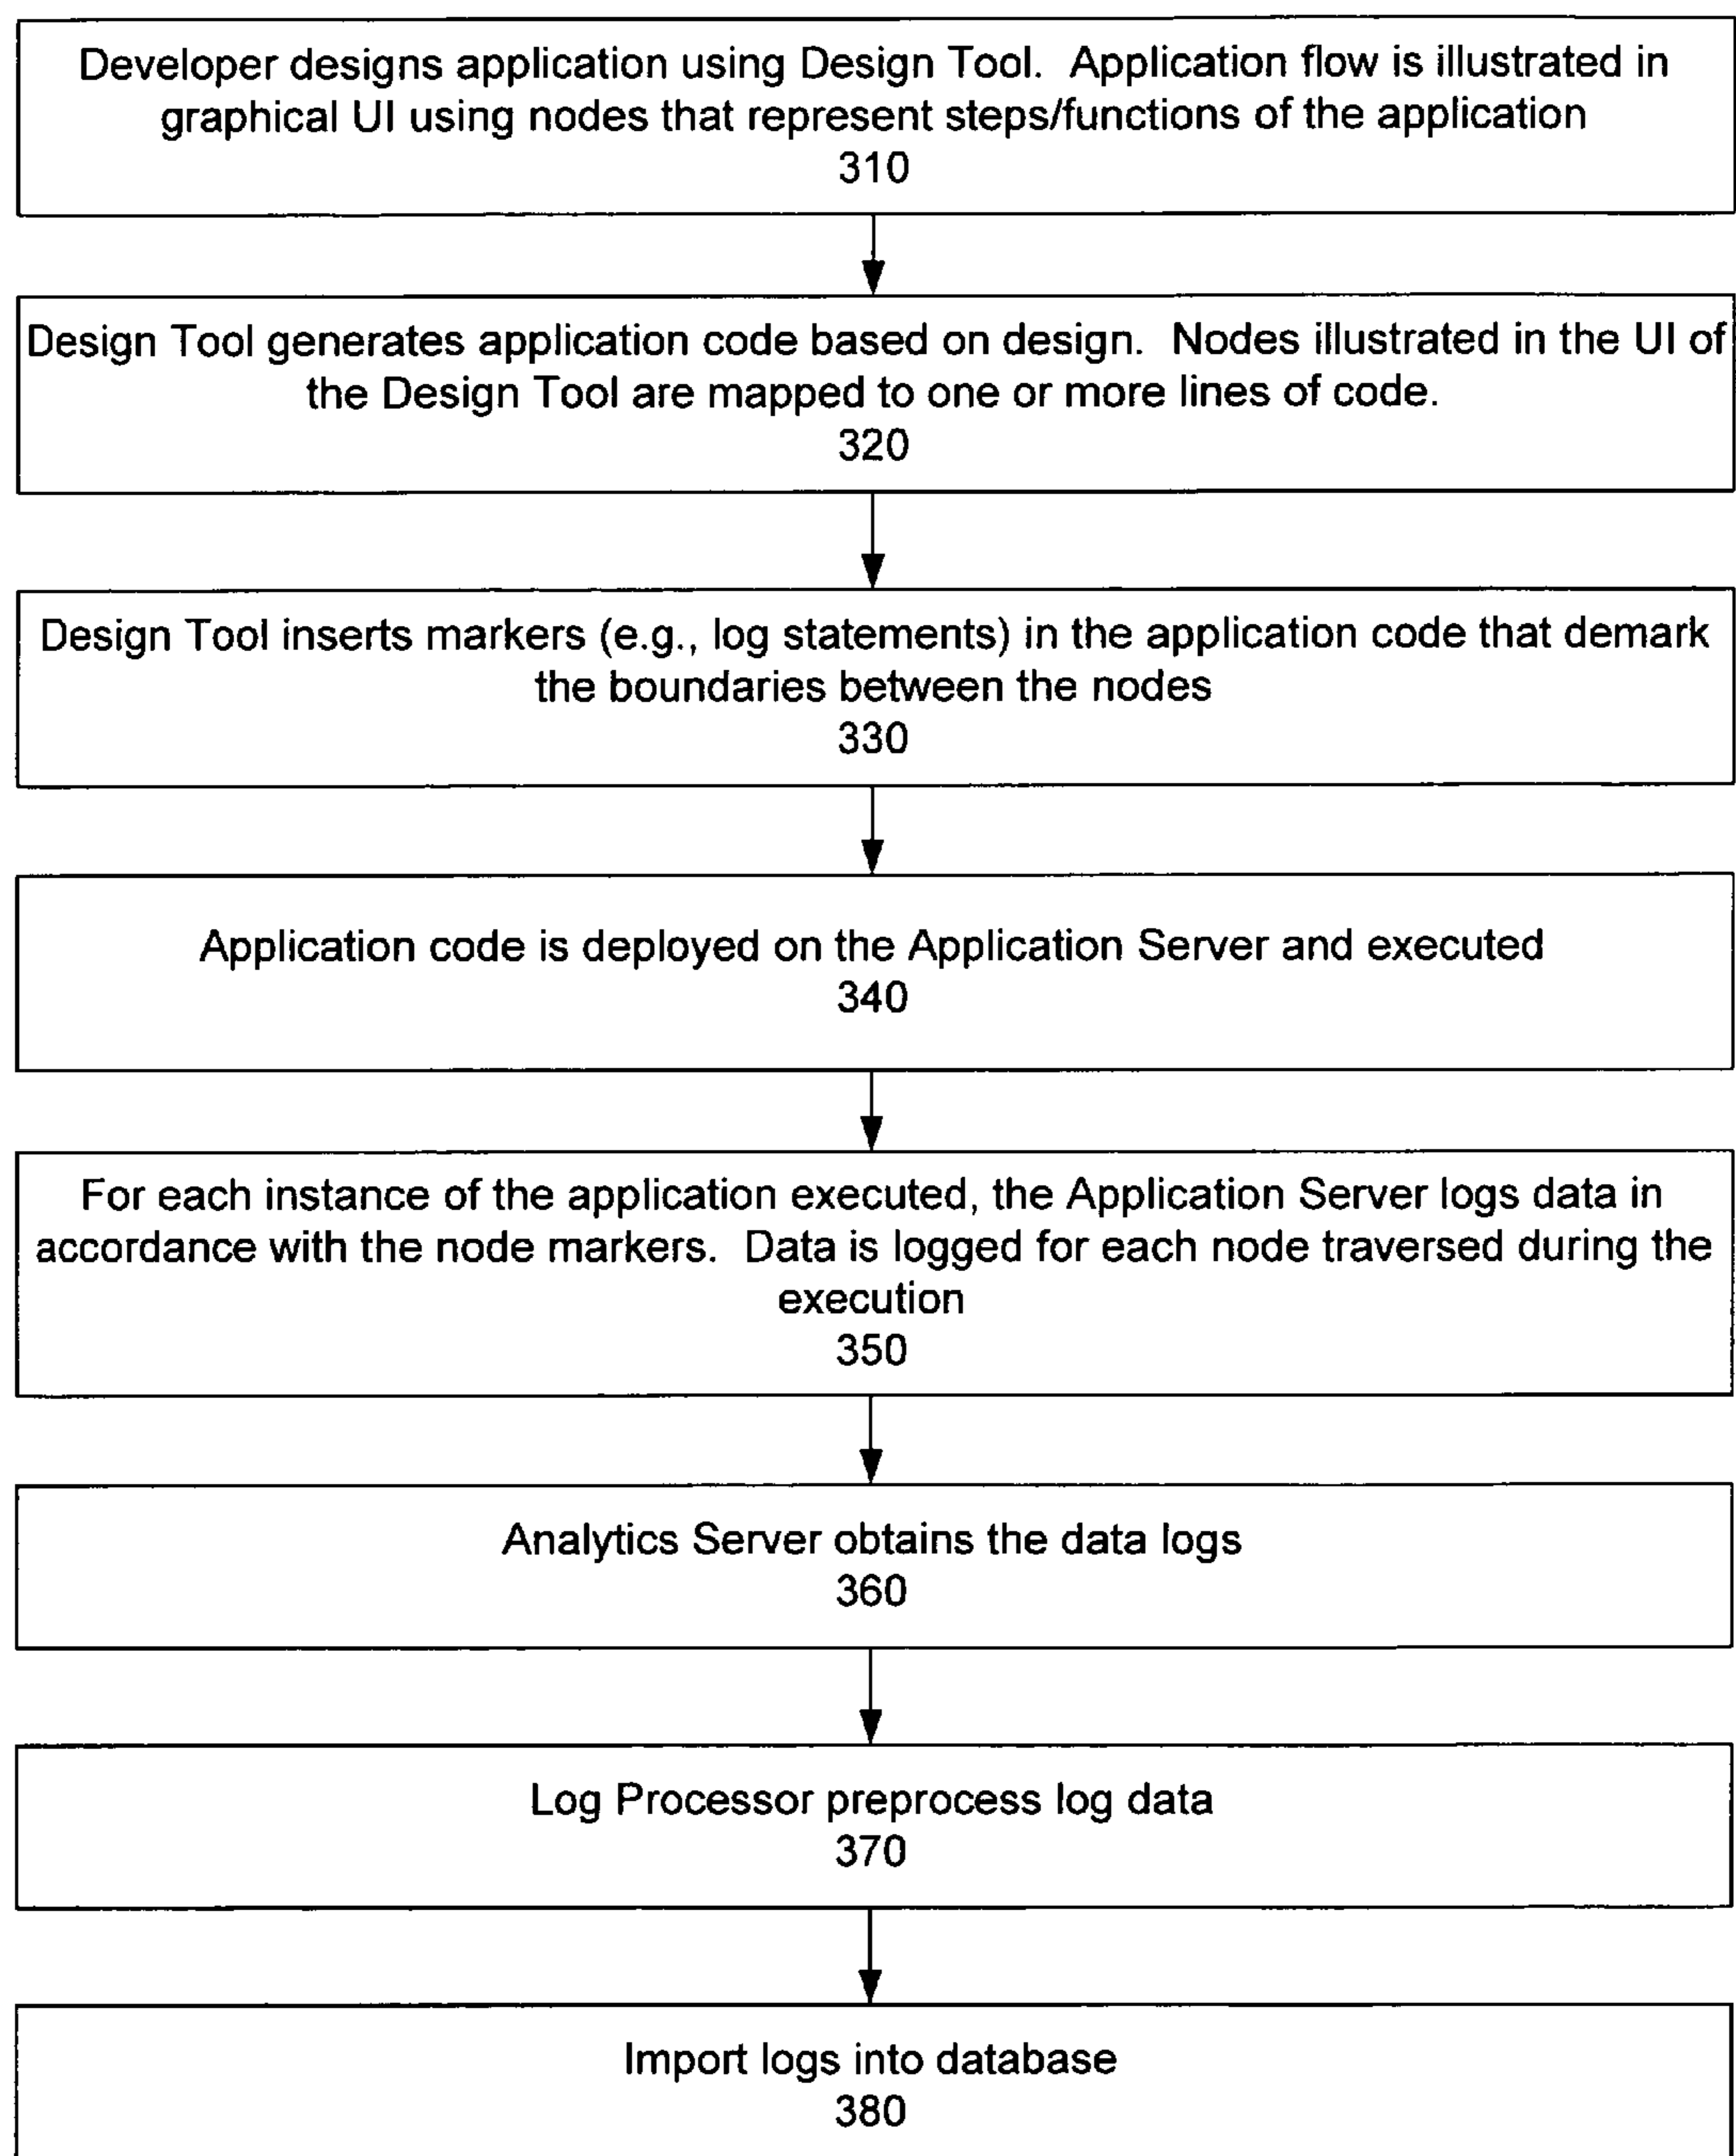 Developer designs application using Design Tool. Application flow is illustrated in
graphical UI using nodes that represent steps/functions of the application
310
Design Tool generates application code based on design. Nodes illustrated in the UI of
the Design Tool are mapped to one or more lines of code.
320
Design Tool inserts markers (e.g., log statements) in the application code that demark
the boundaries between the nodes
330
Application code is deployed on the Application Server and executed
340
For each instance of the application executed, the Application Server logs data in
accordance with the node markers. Data is logged for each node traversed during the
execution
350
Analytics Server obtains the data logs
360
Log Processor preprocess log data
370
Import logs into database
380